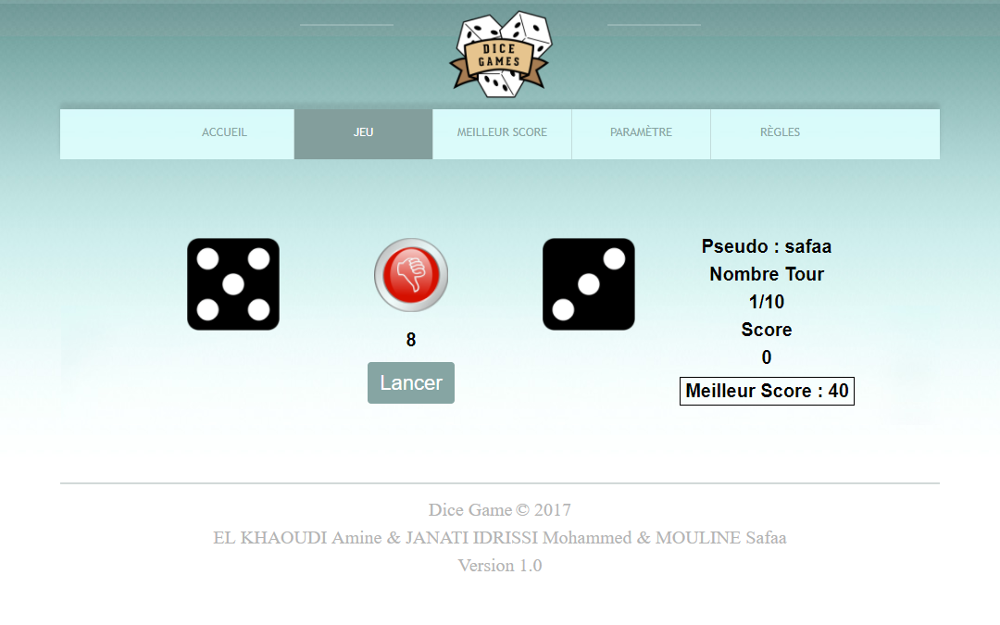 DICE
GAMES
ACCUEIL
JEU
MEILLEUR SCORE
PARAMÈTRE
RÈGLES
8
Lancer
Pseudo : safaa
Nombre Tour
1/10
Score
0
Meilleur Score : 40
Dice Game © 2017
EL KHAOUDI Amine & JANATI IDRISSI Mohammed & MOULINE Safaa
Version 1.0